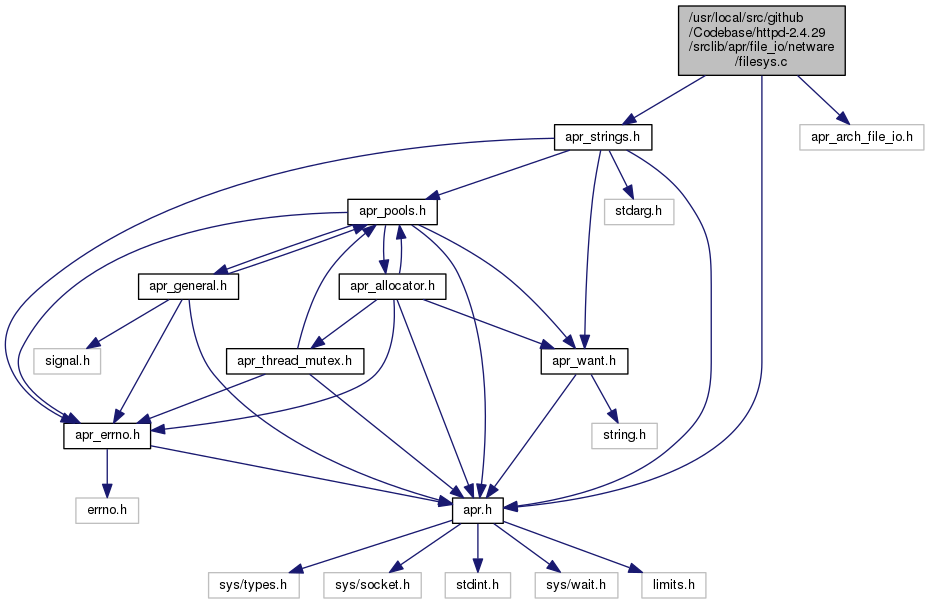 /usr/local/src/github
/Codebase/httpd-2.4.29
/srclib/apr/file_io/netware
/filesys.c
apr_strings.h
apr_arch_file_io.h
apr_pools.h
stdarg.h
apr_general.h
apr_allocator.h
signal.h
apr_thread_mutex.h
apr_want.h
apr_errno.h
string.h
errno.h
apr.h
sys/types.h
sys/socket.h
stdint.h
sys/wait.h
limits.h